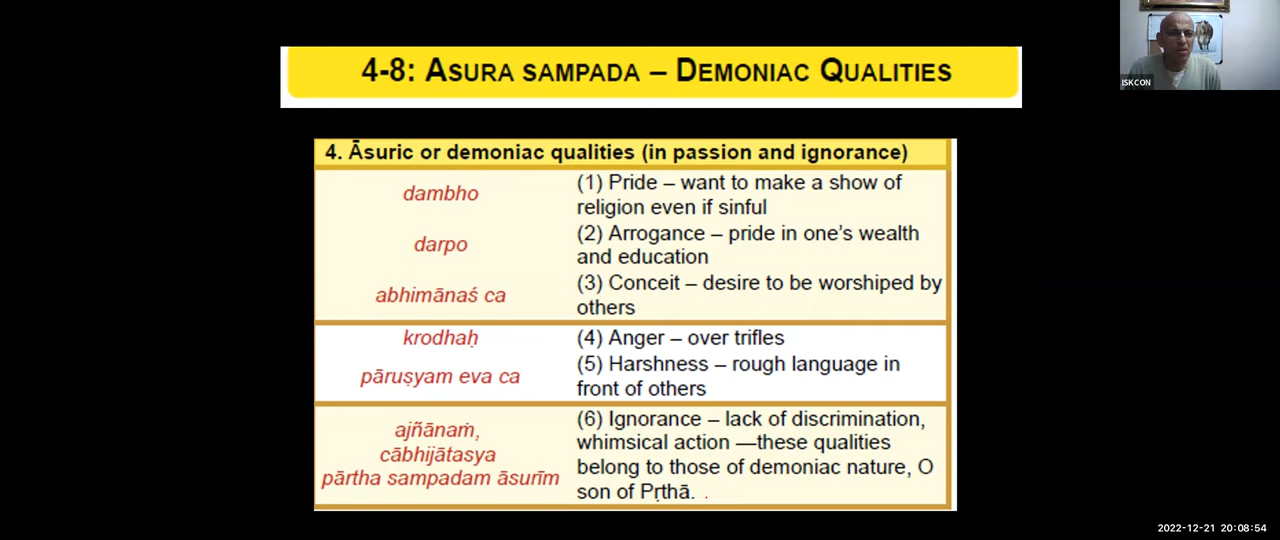 ISKCON
4-8: ASURA SAMPADA – DEMONIAC QUALITIES
4. Āsuric or demoniac qualities (in passion and ignorance)
dambho
(1) Pride – want to make a show of
religion even if sinful
darpo
(2) Arrogance – pride in one's wealth
and education
abhimānaś ca
(3) Conceit – desire to be worshiped by
others
krodhaḥ
(4) Anger – over trifles
pāruṣyam eva ca
(5) Harshness – rough language in
front of others
ajñānaṁ,
cābhijātasya
pārtha sampadam āsurīm
(6) Ignorance – lack of discrimination,
whimsical action —these qualities
belong to those of demoniac nature, O
son of Pṛthā.
2022-12-21 20:08:54